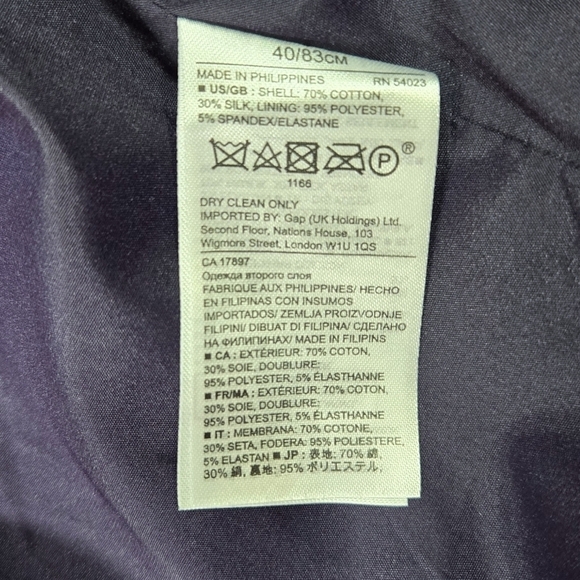 40/83CM
MADE IN PHILIPPINES RN 54023
■ US/GB : SHELL: 70% COTTON,
30% SILK, LINING: 95% POLYESTER,
5% SPANDEX/ELASTANE
P ®
1166
DRY CLEAN ONLY
IMPORTED BY: Gap (UK Holdings) Ltd.
Second Floor, Nations House, 103
Wigmore Street, London W1U 1QS
CA 17897
Одежда второго слоя
FABRIQUE AUX PHILIPPINES/ HECHO
EN FILIPINAS CON INSUMOS
IMPORTADOS/ ZEMLJA PROIZVODNJE
FILIPINI/ DIBUAT DI FILIPINA/ СДЕЛАНО
НА ФИЛИПИНАХ/ MADE IN FILIPINS
■ CA : EXTÉRIEUR: 70% COTON,
30% SOIE, DOUBLURE:
95% POLYESTER, 5% ÉLASTHANNE
■ FR/MA : EXTÉRIEUR: 70% COTON,
30% SOIE, DOUBLURE:
95% POLYESTER, 5% ÉLASTHANNE
■ IT : MEMBRANA: 70% COTONE,
30% SETA, FODERA: 95% POLIESTERE,
5% ELASTAN ■ JP : 表地: 70% 綿,
30% 絹, 裏地: 95% ポリエステル,